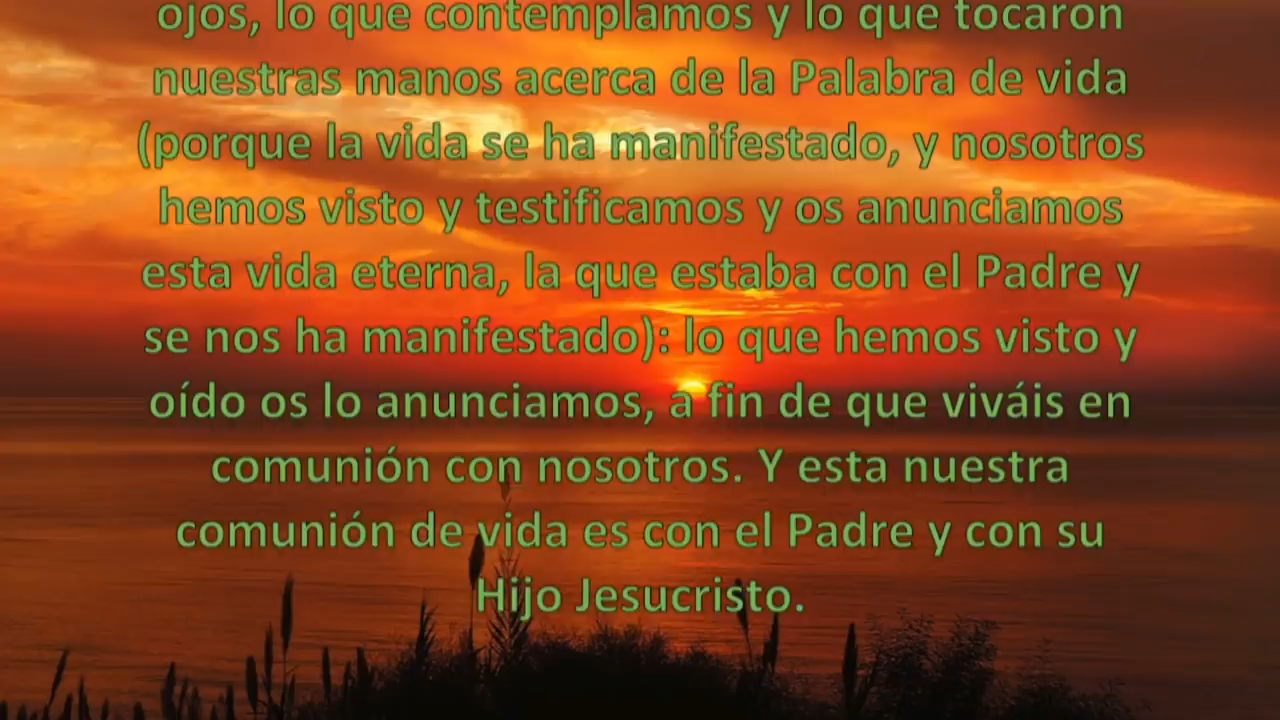 ojos, lo que contemplamos y lo que tocaron
nuestras manos acerca de la Palabra de vida
(porque la vida se ha manifestado, y nosotros
hemos visto y testificamos y os anunciamos
esta vida eterna, la que estaba con el Padre y
se nos ha manifestado): lo que hemos visto y
oído os lo anunciamos, a fin de que viváis en
comunión con nosotros. Y esta nuestra
comunión de vida es con el Padre y con su
Hijo Jesucristo.